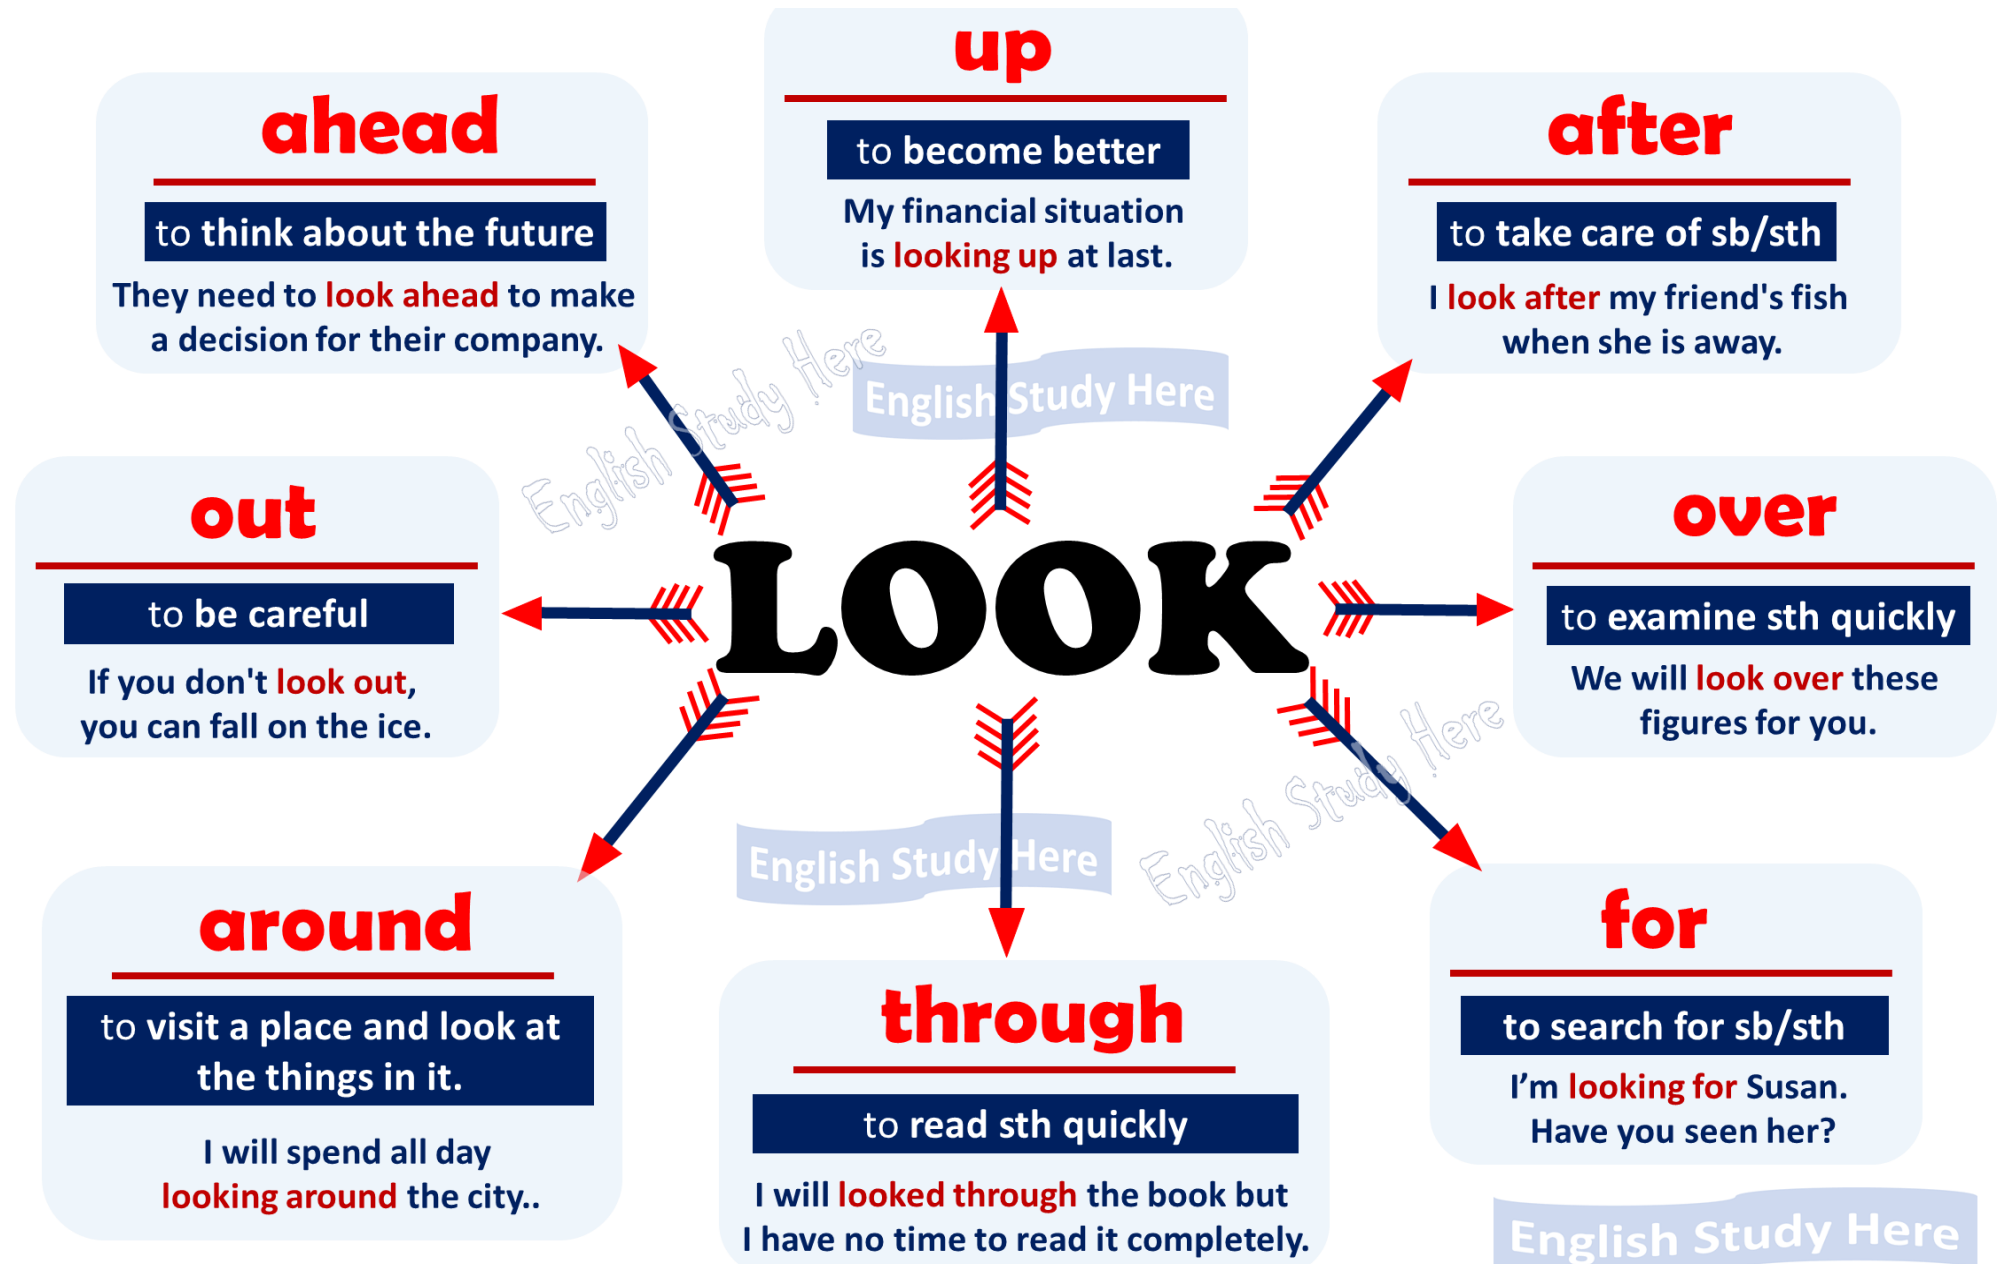 up
to become better
My financial situation
is looking up at last.
ahead
to think about the future
They need to look ahead to make
a decision for their company.
after
to take care of sb/sth
I look after my friend's fish
when she is away.
English Study Here
English Study Here
out
to be careful
If you don't look out,
you can fall on the ice.
LOOK
over
to examine sth quickly
We will look over these
figures for you.
English Study Here
English Study Here
around
to visit a place and look at
the things in it.
I will spend all day
looking around the city..
through
to read sth quickly
I will looked through the book but
I have no time to read it completely.
for
to search for sb/sth
I’m looking for Susan.
Have you seen her?
English Study Here